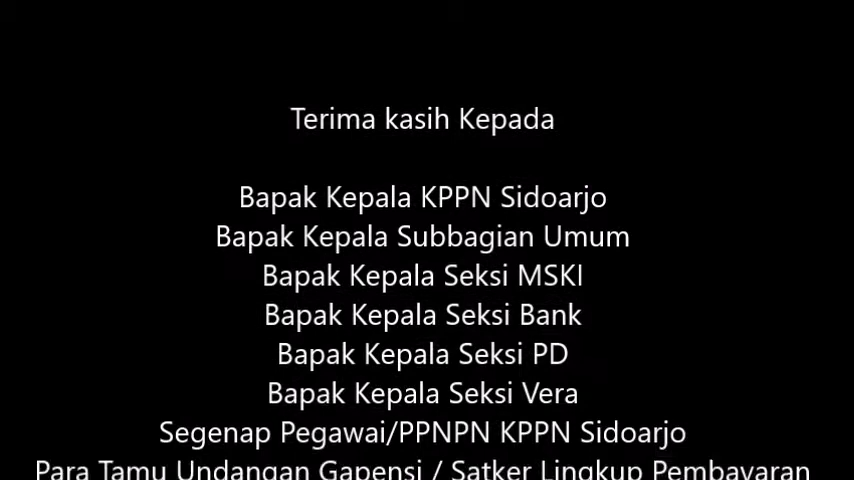 Terima kasih Kepada
Bapak Kepala KPPN Sidoarjo
Bapak Kepala Subbagian Umum
Bapak Kepala Seksi MSKI
Bapak Kepala Seksi Bank
Bapak Kepala Seksi PD
Bapak Kepala Seksi Vera
Segenap Pegawai/PPNPN KPPN Sidoarjo
Para Tamu Undangan Gapensi / Satker Lingkup Pembayaran